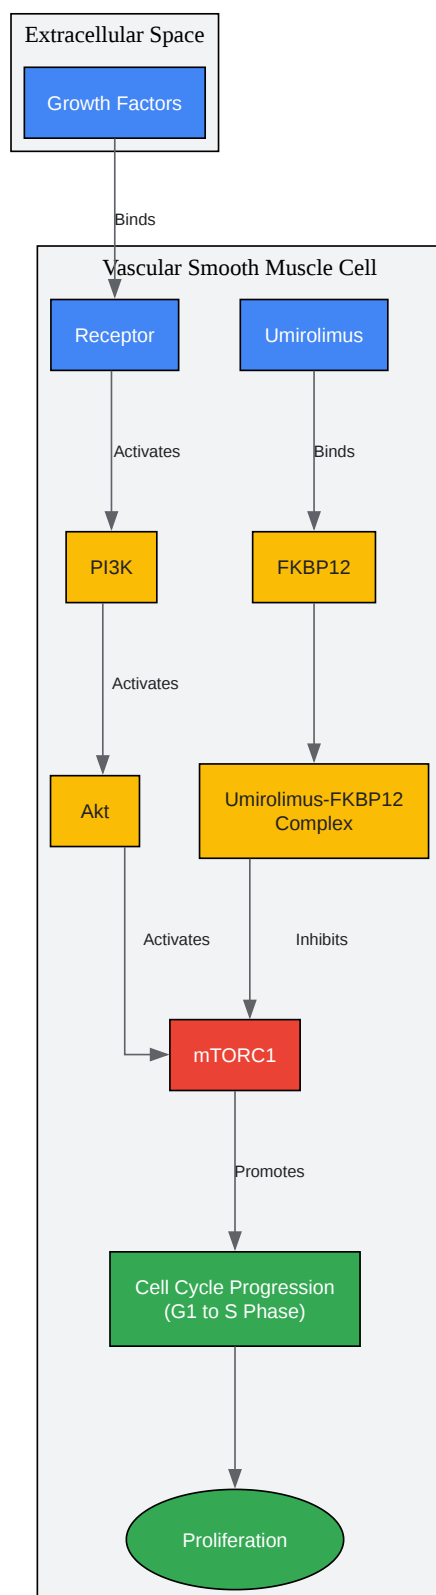 Extracellular Space
Growth Factors
Binds
Vascular Smooth Muscle Cell
Receptor
Umirolimus
Activates
Binds
PI3K
FKBP12
Activates
Akt
Umirolimus-FKBP12
Complex
Activates
Inhibits
mTORC1
Promotes
Cell Cycle Progression
(G1 to S Phase)
Proliferation